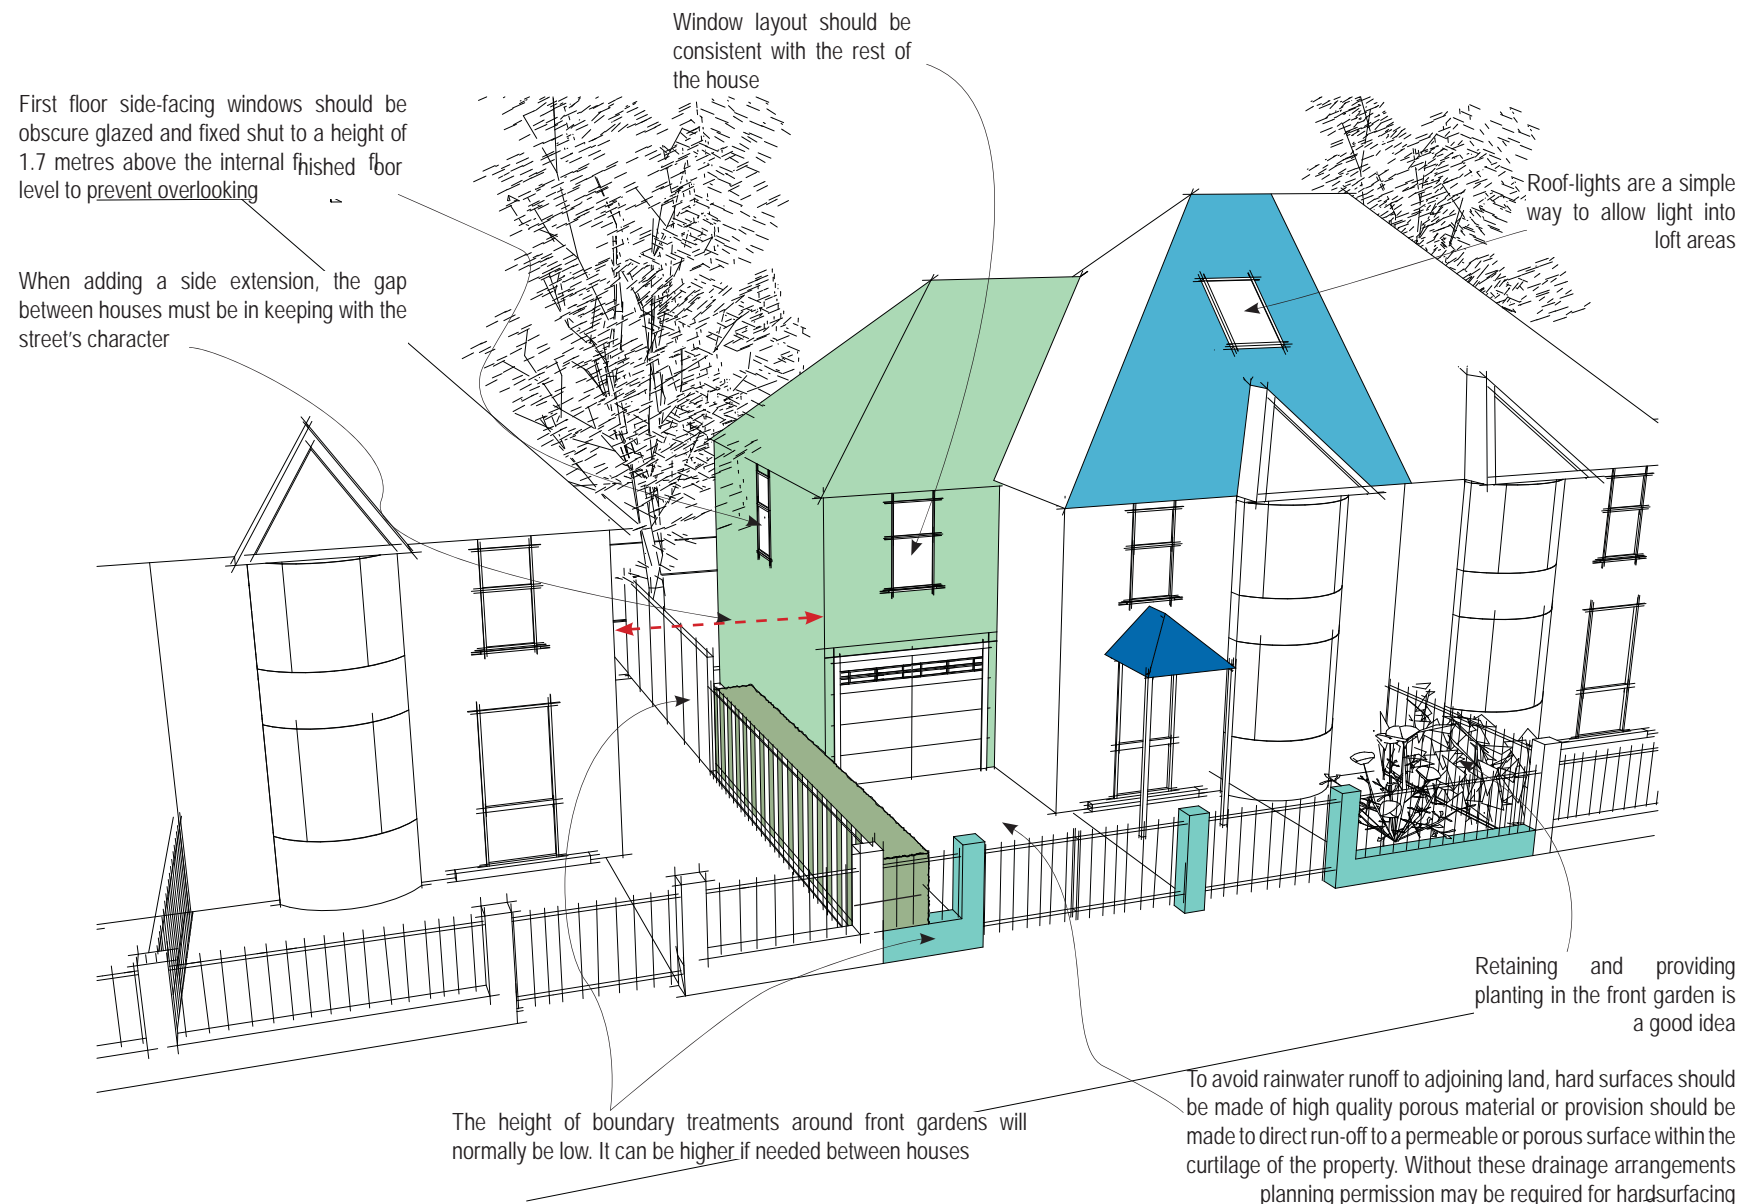 Window layout should be
consistent with the rest of
the house
First floor side-facing windows should be
obscure glazed and fixed shut to a height of
1.7 metres above the internal finished floor
level to prevent overlooking
Roof-lights are a simple
way to allow light into
loft areas
When adding a side extension, the gap
between houses must be in keeping with the
street's character
Retaining and providing
planting in the front garden is
a good idea
To avoid rainwater runoff to adjoining land, hard surfaces should
be made of high quality porous material or provision should be
made to direct run-off to a permeable or porous surface within the
curtilage of the property. Without these drainage arrangements
planning permission may be required for hardsurfacing
The height of boundary treatments around front gardens will
normally be low. It can be higher if needed between houses